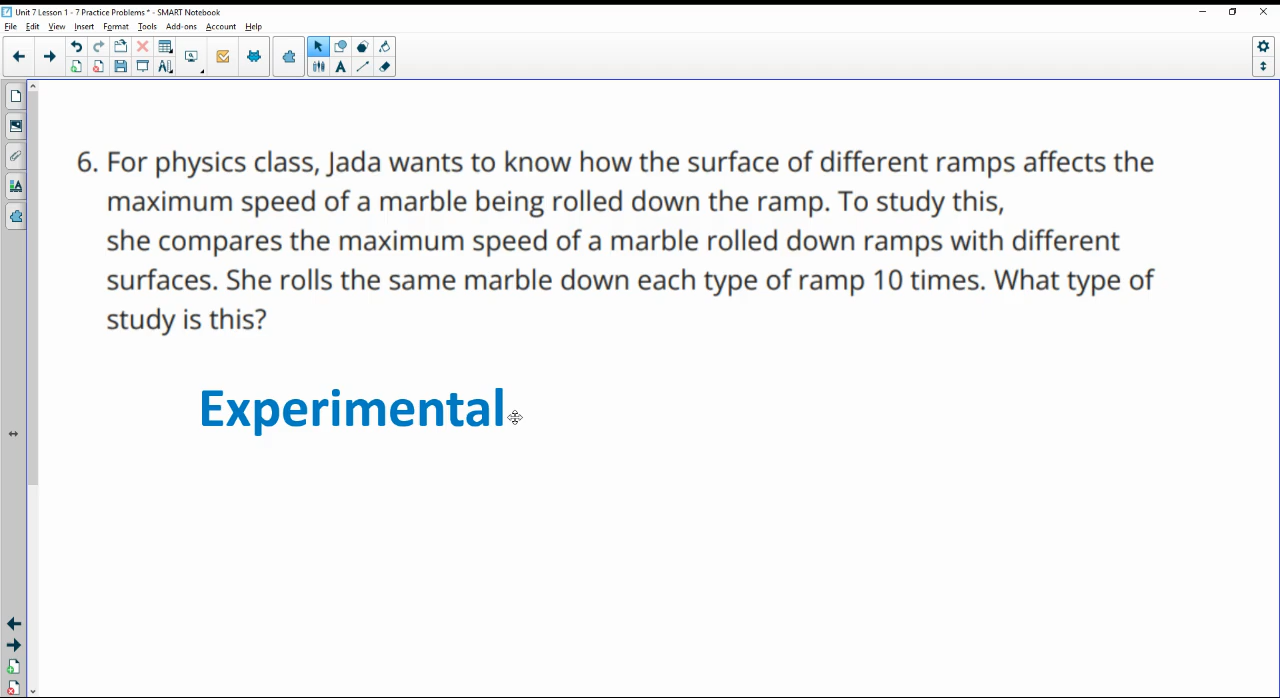 Unit 7 Lesson 1 - 7 Practice Problems * - SMART Notebook
File Edit View Insert Format Tools Add-ons Account Help
6. For physics class, Jada wants to know how the surface of different ramps affects the
maximum speed of a marble being rolled down the ramp. To study this,
she compares the maximum speed of a marble rolled down ramps with different
surfaces. She rolls the same marble down each type of ramp 10 times. What type of
study is this?
Experimental